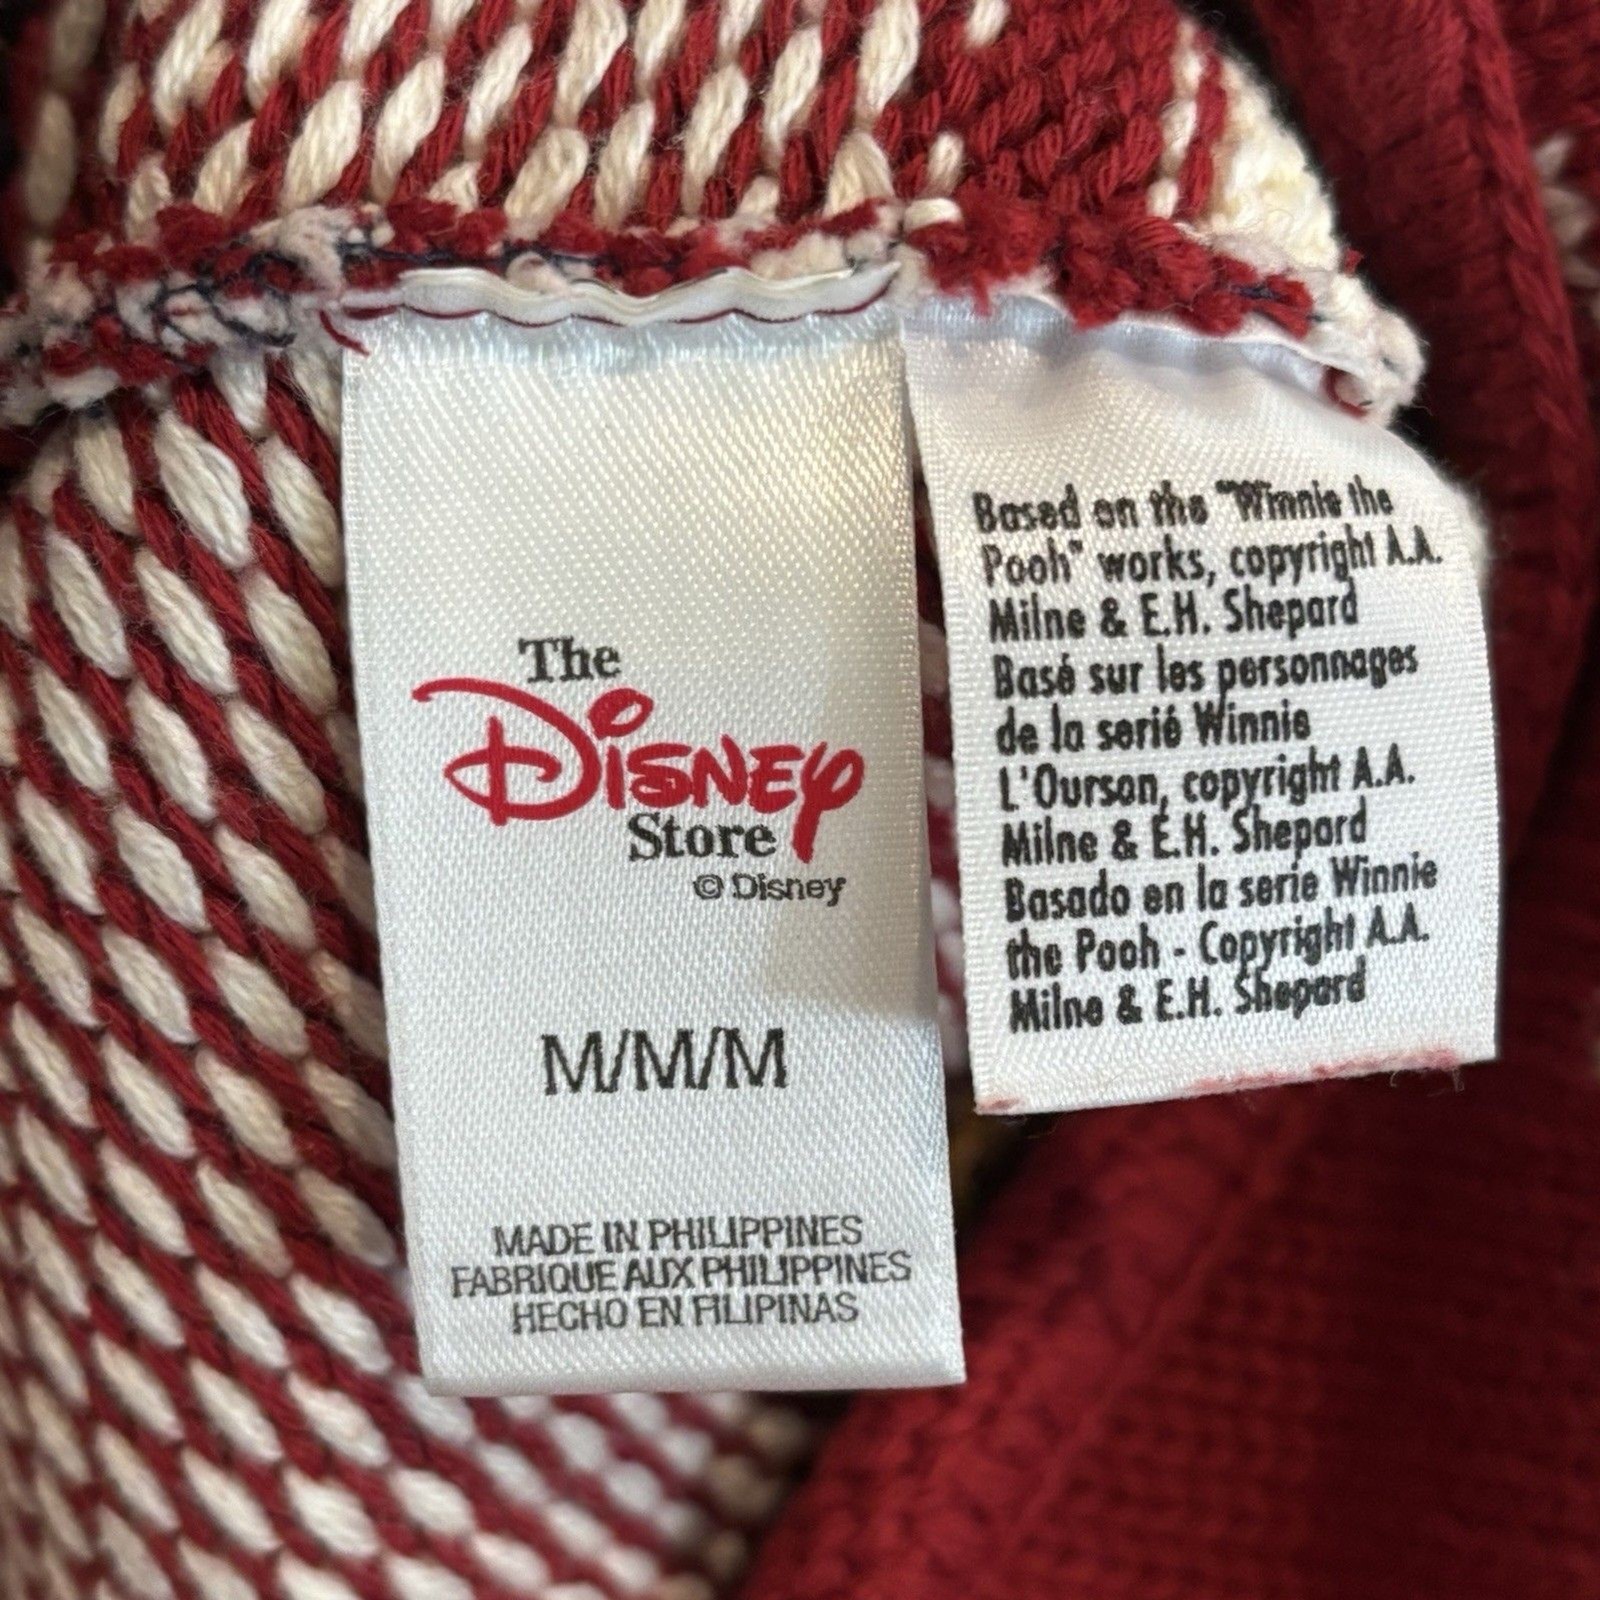 The
Disney
Store
© Disney
M/M/M
MADE IN PHILIPPINES
FABRIQUE AUX PHILIPPINES
HECHO EN FILIPINAS
Based on the "Winnie the
Pooh" works, copyright A.A.
Milne & E.H. Shepard
Basé sur les personnages
de la serié Winnie
L'Ourson, copyright A.A.
Milne & E.H. Shepard
Basado en la serie Winnie
the Pooh - Copyright A.A.
Milne & E.H. Shepard